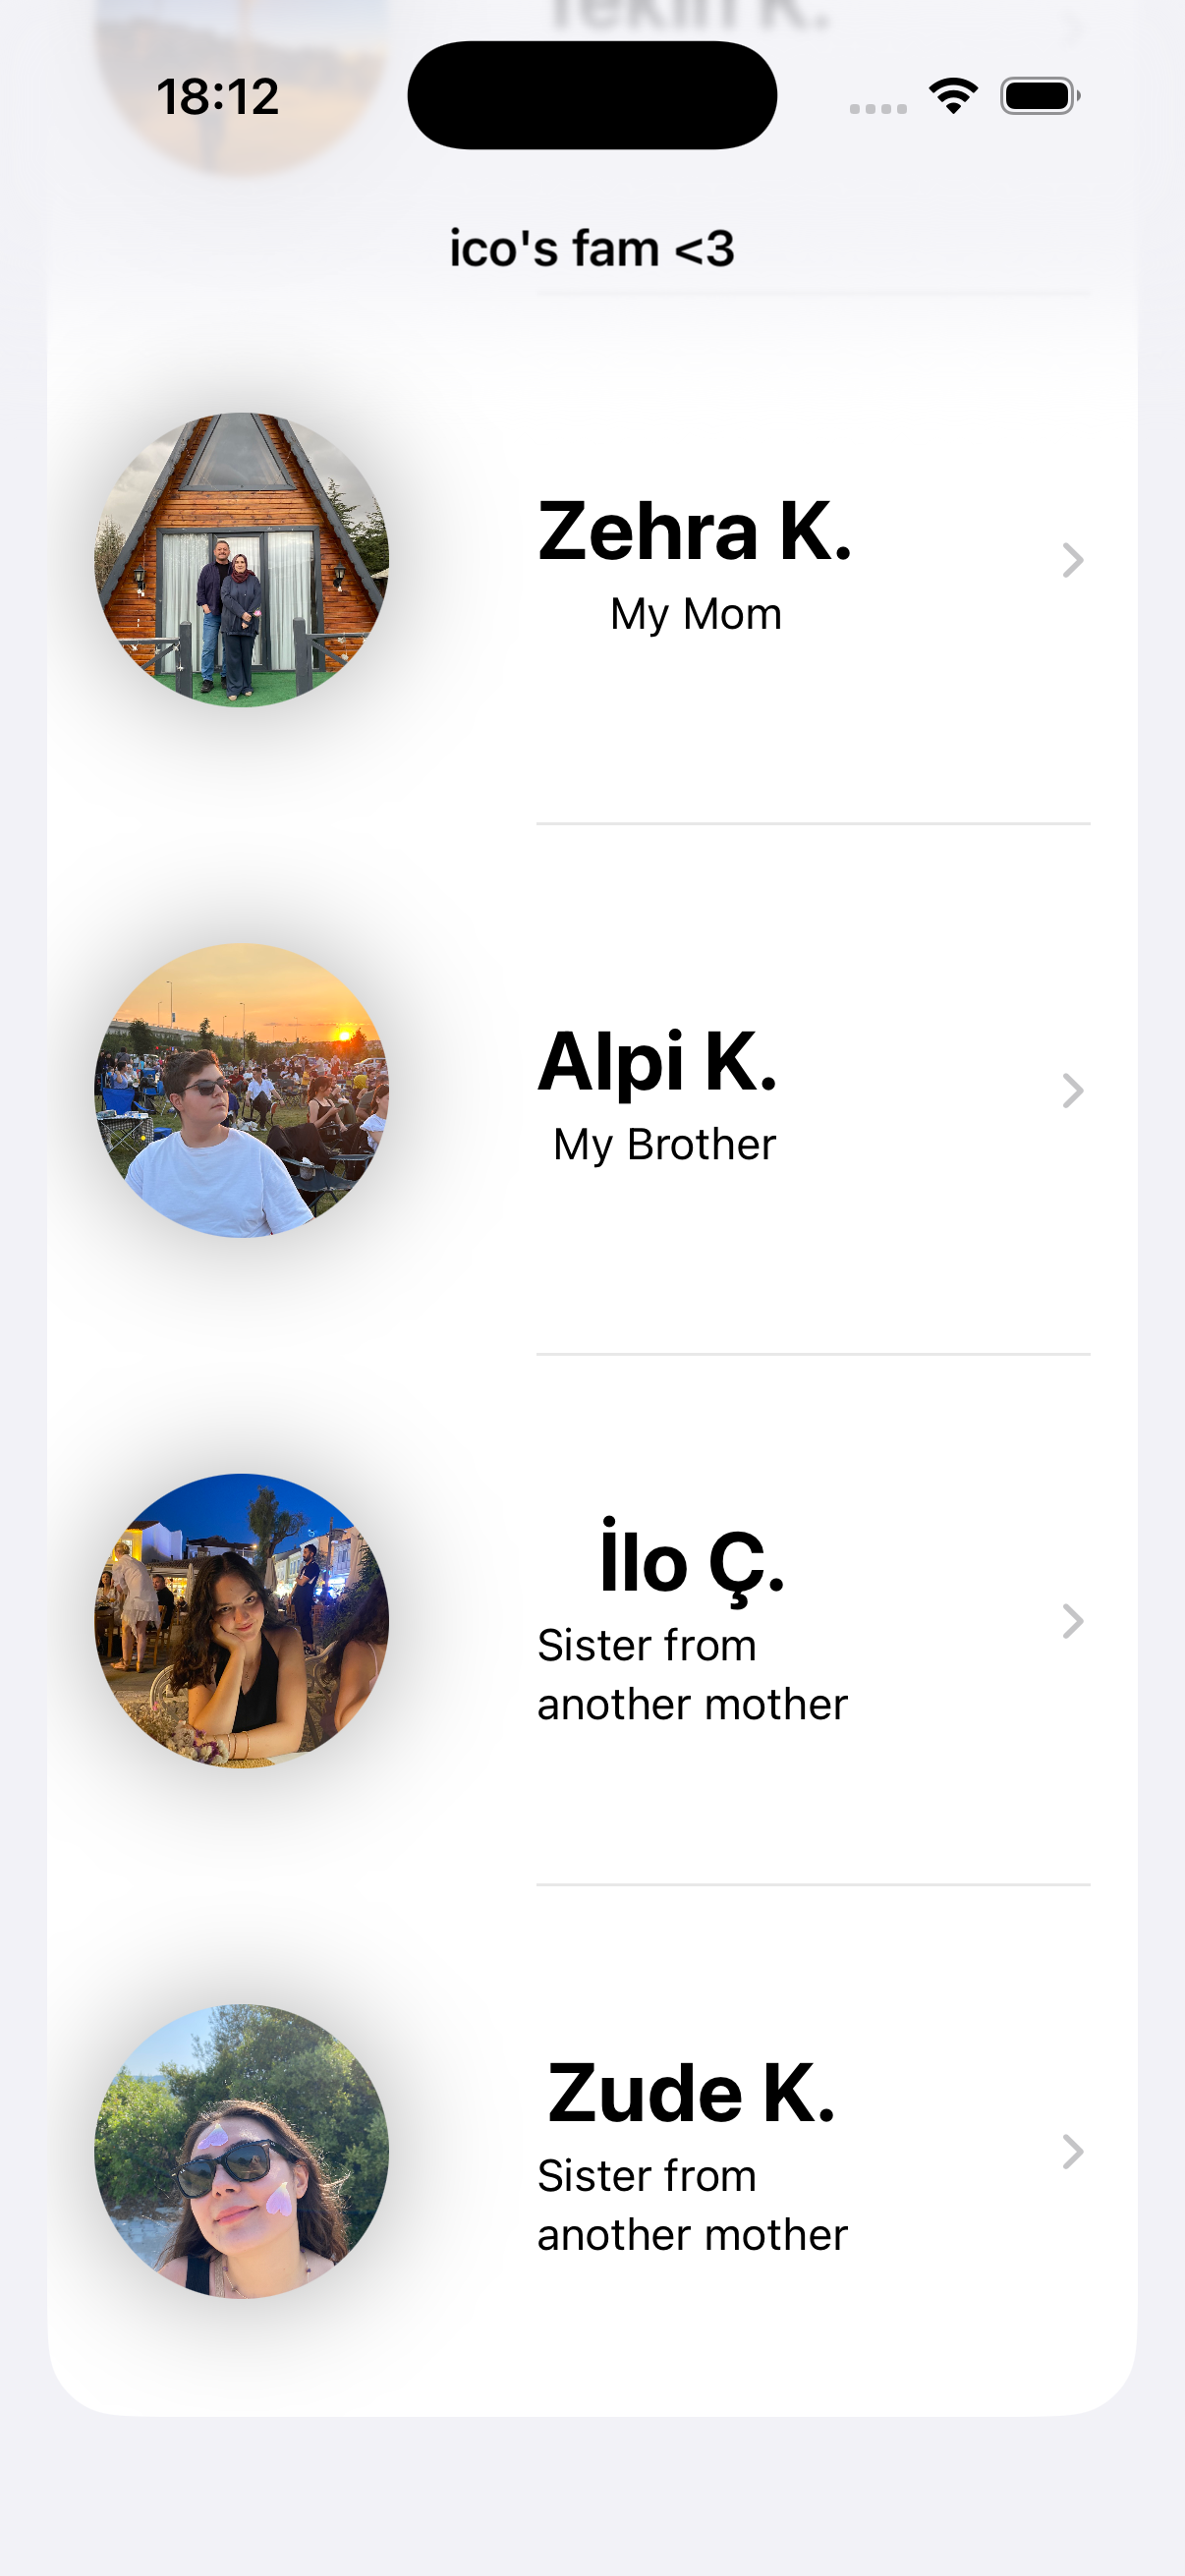 Tekin K.
18:12
ico's fam <3
Zehra K.
My Mom
Alpi K.
My Brother
İlo Ç.
Sister from
another mother
Zude K.
Sister from
another mother